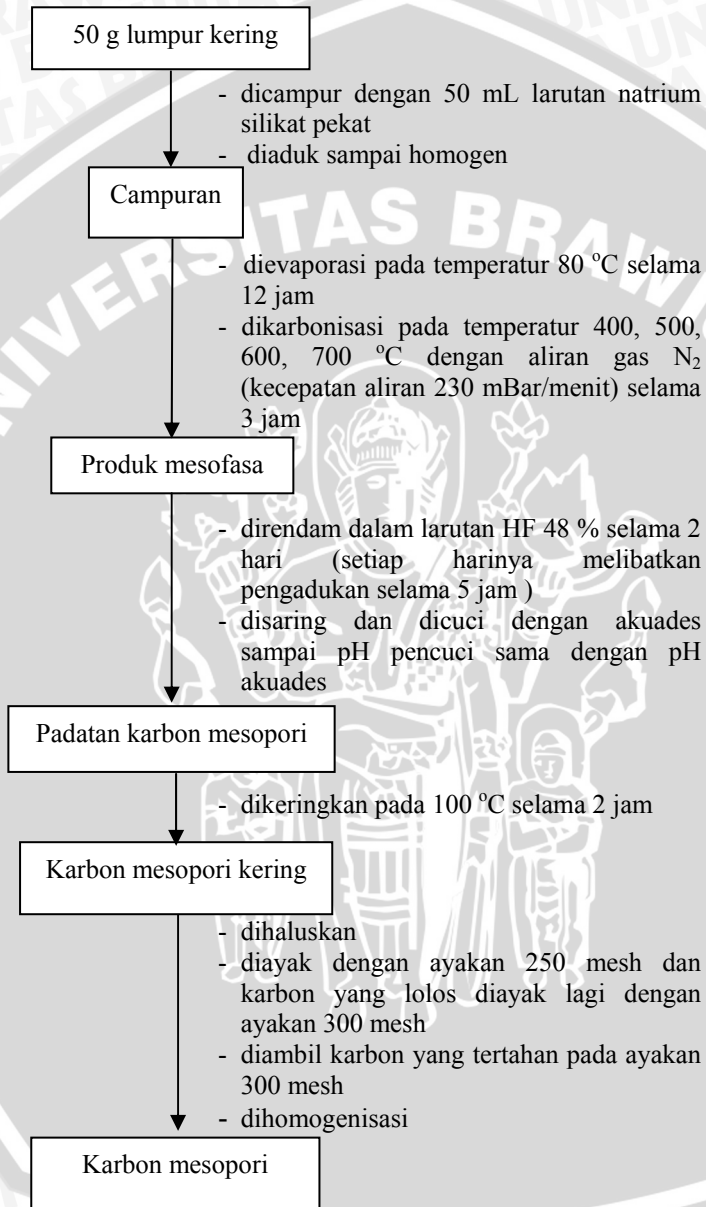 50 g lumpur kering
- dicampur dengan 50 mL larutan natrium
silikat pekat
- diaduk sampai homogen
Campuran
- dievaporasi pada temperatur 80 °C selama
12 jam
- dikarbonisasi pada temperatur 400, 500,
600, 700 °C dengan aliran gas N₂
(kecepatan aliran 230 mBar/menit) selama
3 jam
Produk mesofasa
- direndam dalam larutan HF 48 % selama 2
hari (setiap harinya melibatkan
pengadukan selama 5 jam )
- disaring dan dicuci dengan akuades
sampai pH pencuci sama dengan pH
akuades
Padatan karbon mesopori
- dikeringkan pada 100 °C selama 2 jam
Karbon mesopori kering
- dihaluskan
- diayak dengan ayakan 250 mesh dan
karbon yang lolos diayak lagi dengan
ayakan 300 mesh
- diambil karbon yang tertahan pada ayakan
300 mesh
- dihomogenisasi
Karbon mesopori